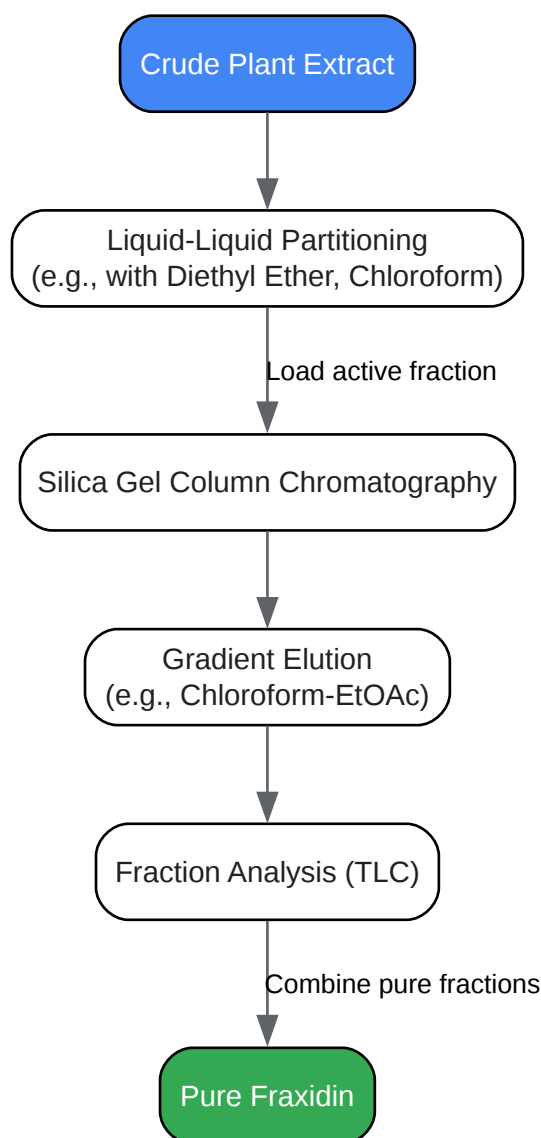 Crude Plant Extract
Liquid-Liquid Partitioning
(e.g., with Diethyl Ether, Chloroform)
Load active fraction
Silica Gel Column Chromatography
Gradient Elution
(e.g., Chloroform-EtOAc)
Fraction Analysis (TLC)
Combine pure fractions
Pure Fraxidin